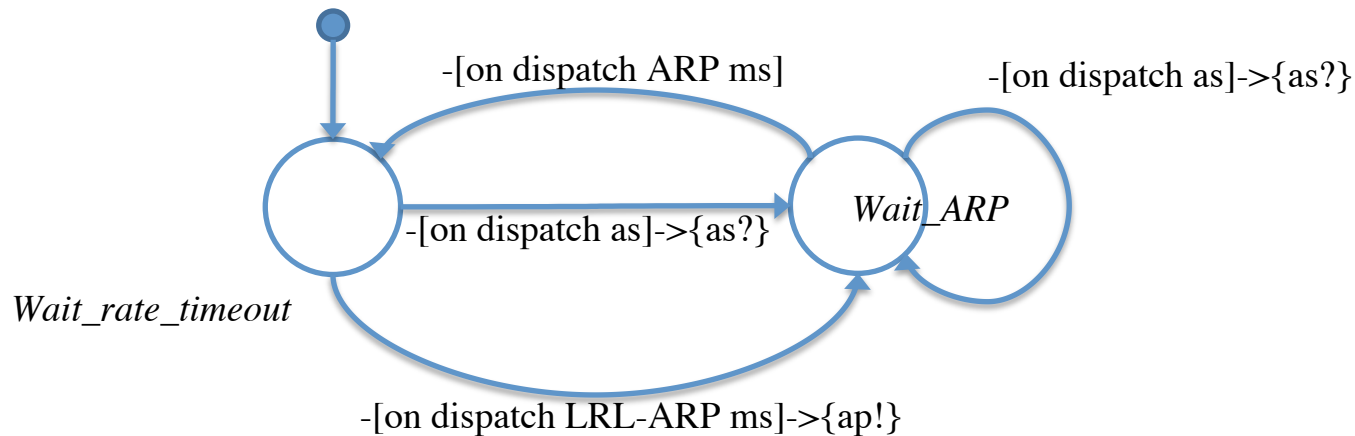 -[on dispatch ARP ms]
-[on dispatch as]->{as?}
Wait_ARP
-[on dispatch as]->{as?}
Wait_rate_timeout
-[on dispatch LRL-ARP ms]->{ap!}